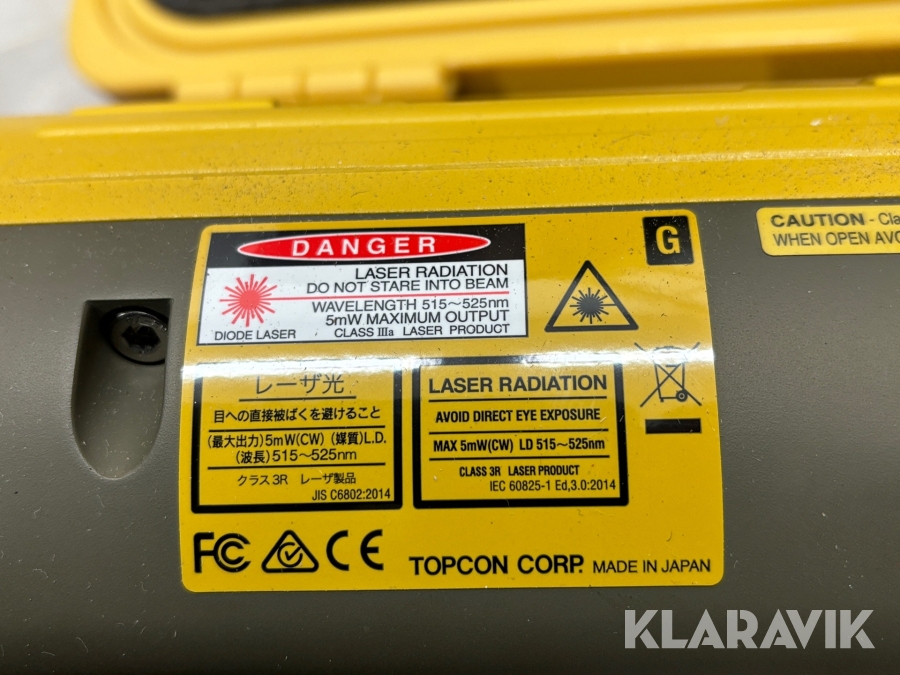 DANGER
LASER RADIATION
DO NOT STARE INTO BEAM
WAVELENGTH 515～525nm
5mW MAXIMUM OUTPUT
CLASS IIIa LASER PRODUCT
DIODE LASER
G
CAUTION - Cla
WHEN OPEN AVO
レーザ光
目への直接被ばくを避けること
(最大出力)5mW(CW) (媒質)L.D.
(波長)515～525nm
クラス3R レーザ製品
JIS C6802:2014
LASER RADIATION
AVOID DIRECT EYE EXPOSURE
MAX 5mW(CW) LD 515～525nm
CLASS 3R LASER PRODUCT
IEC 60825-1 Ed,3.0:2014
FC CE
TOPCON CORP. MADE IN JAPAN
KLARAVIK